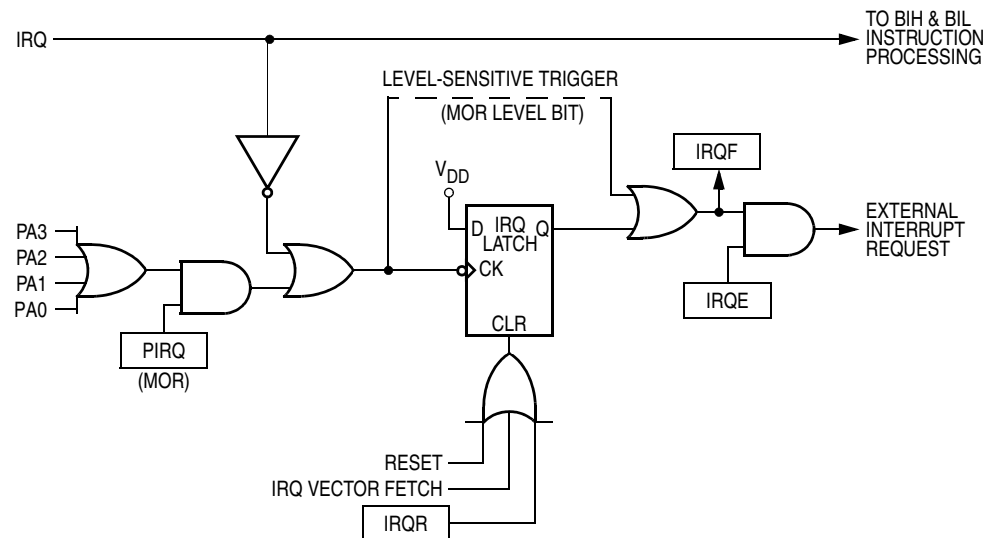 IRQ
TO BIH & BIL
INSTRUCTION
PROCESSING
LEVEL-SENSITIVE TRIGGER
(MOR LEVEL BIT)
IRQF
VDD
D IRQ Q
LATCH
CK
CLR
EXTERNAL
INTERRUPT
REQUEST
PA3
PA2
PA1
PA0
IRQE
PIRQ
(MOR)
RESET
IRQ VECTOR FETCH
IRQR